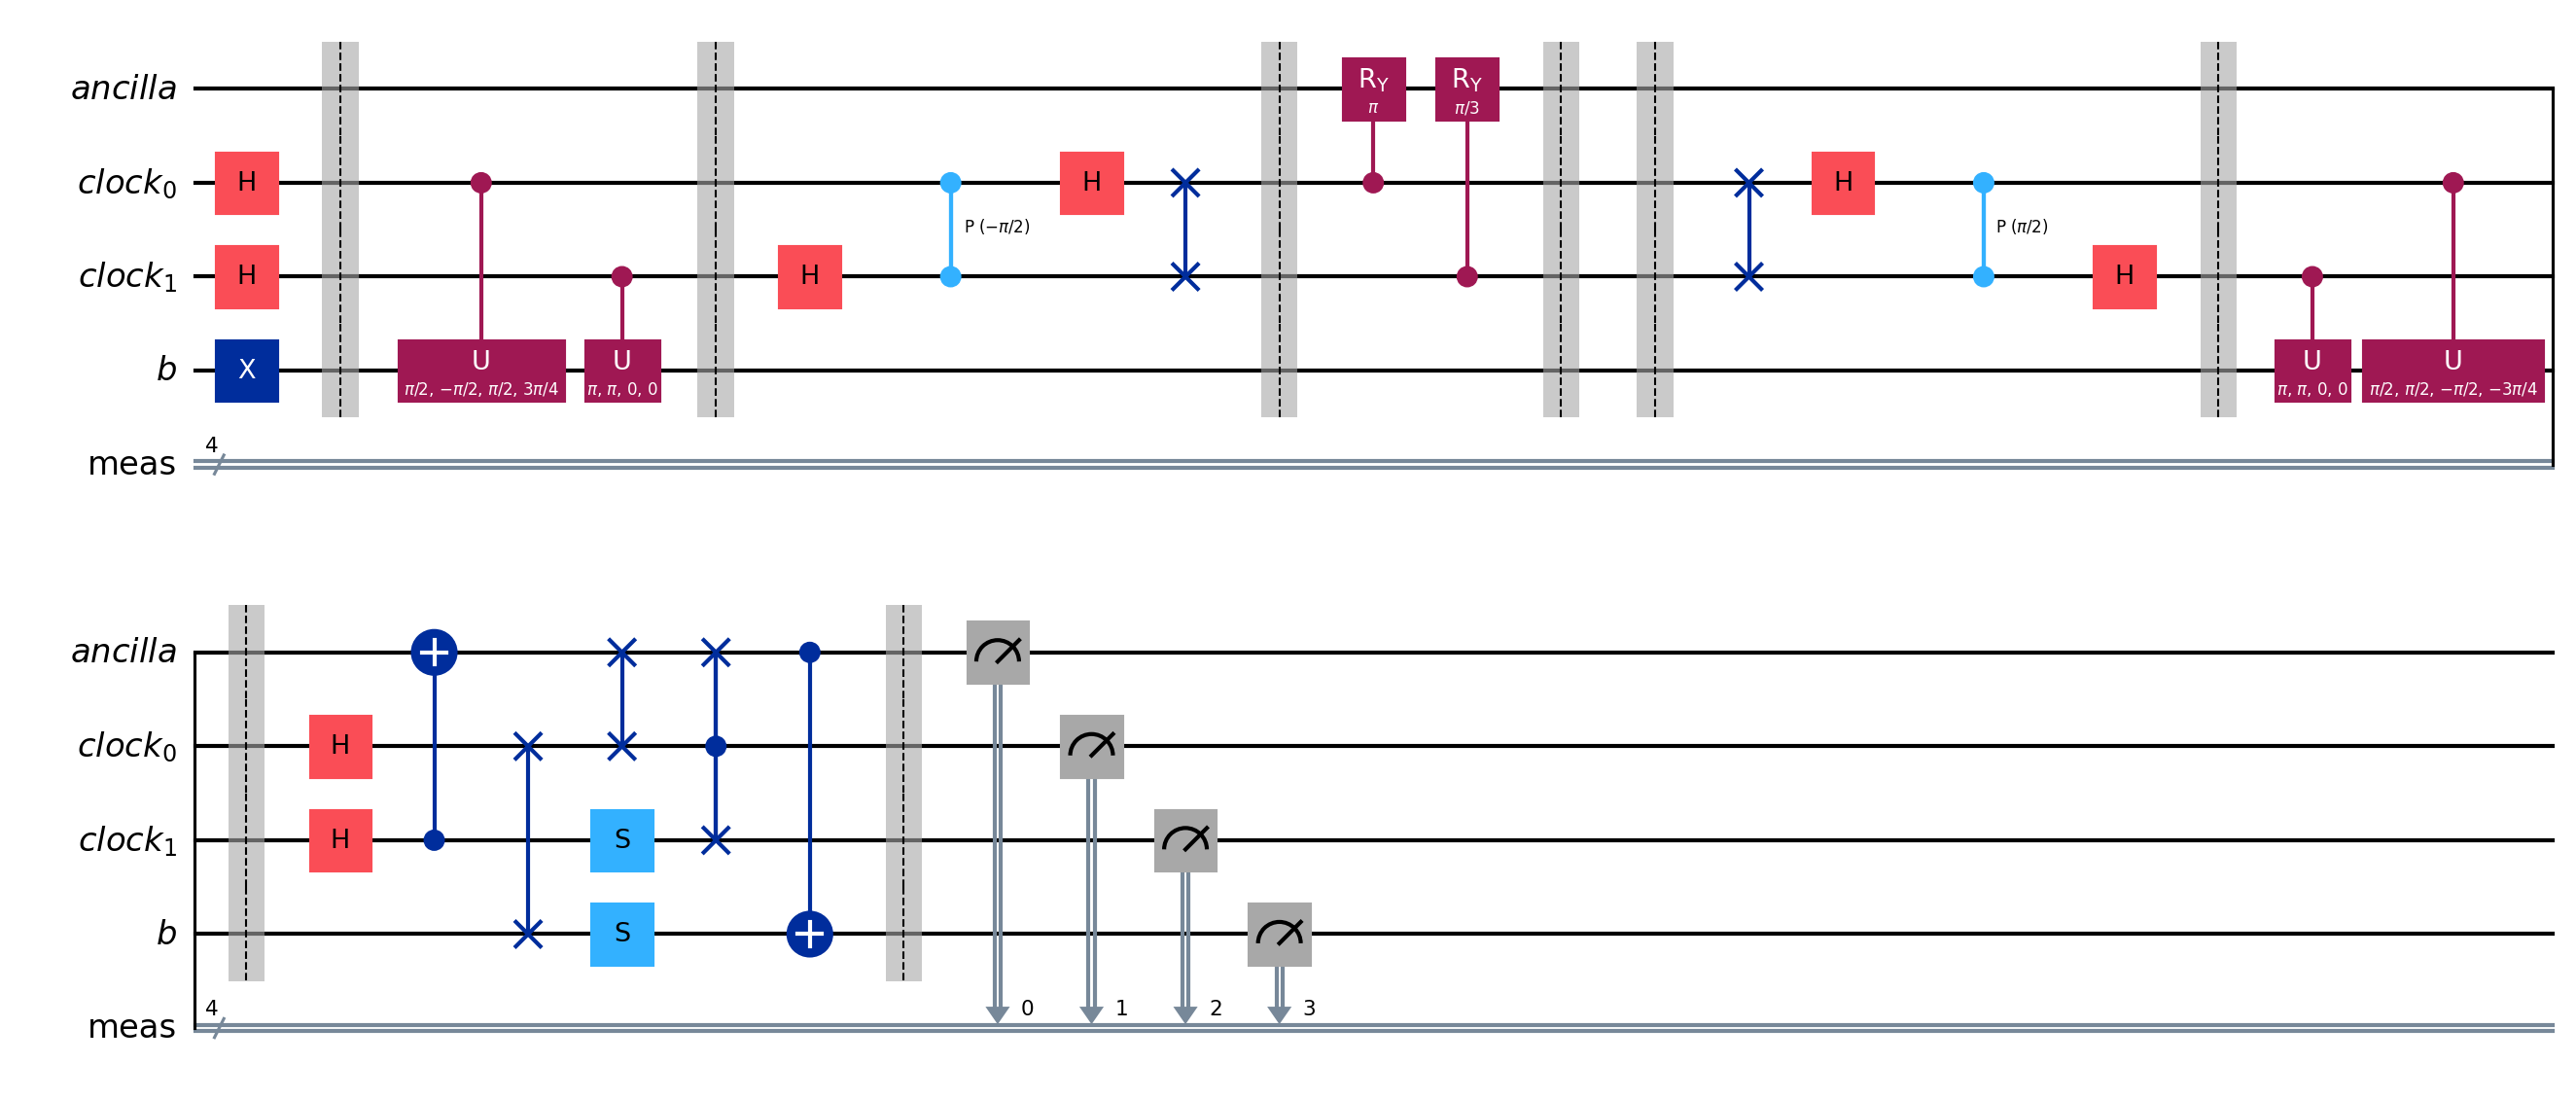 ancilla R_Y π R_Y π/3
clock_0 H H H
P (−π/2) P (π/2)
clock_1 H H H
b X U π/2, −π/2, π/2, 3π/4 U π, π, 0, 0 U π, π, 0, 0 U π/2, π/2, −π/2, −3π/4
meas 4
ancilla
clock_0 H
clock_1 H S
b S
meas 4 0 1 2 3